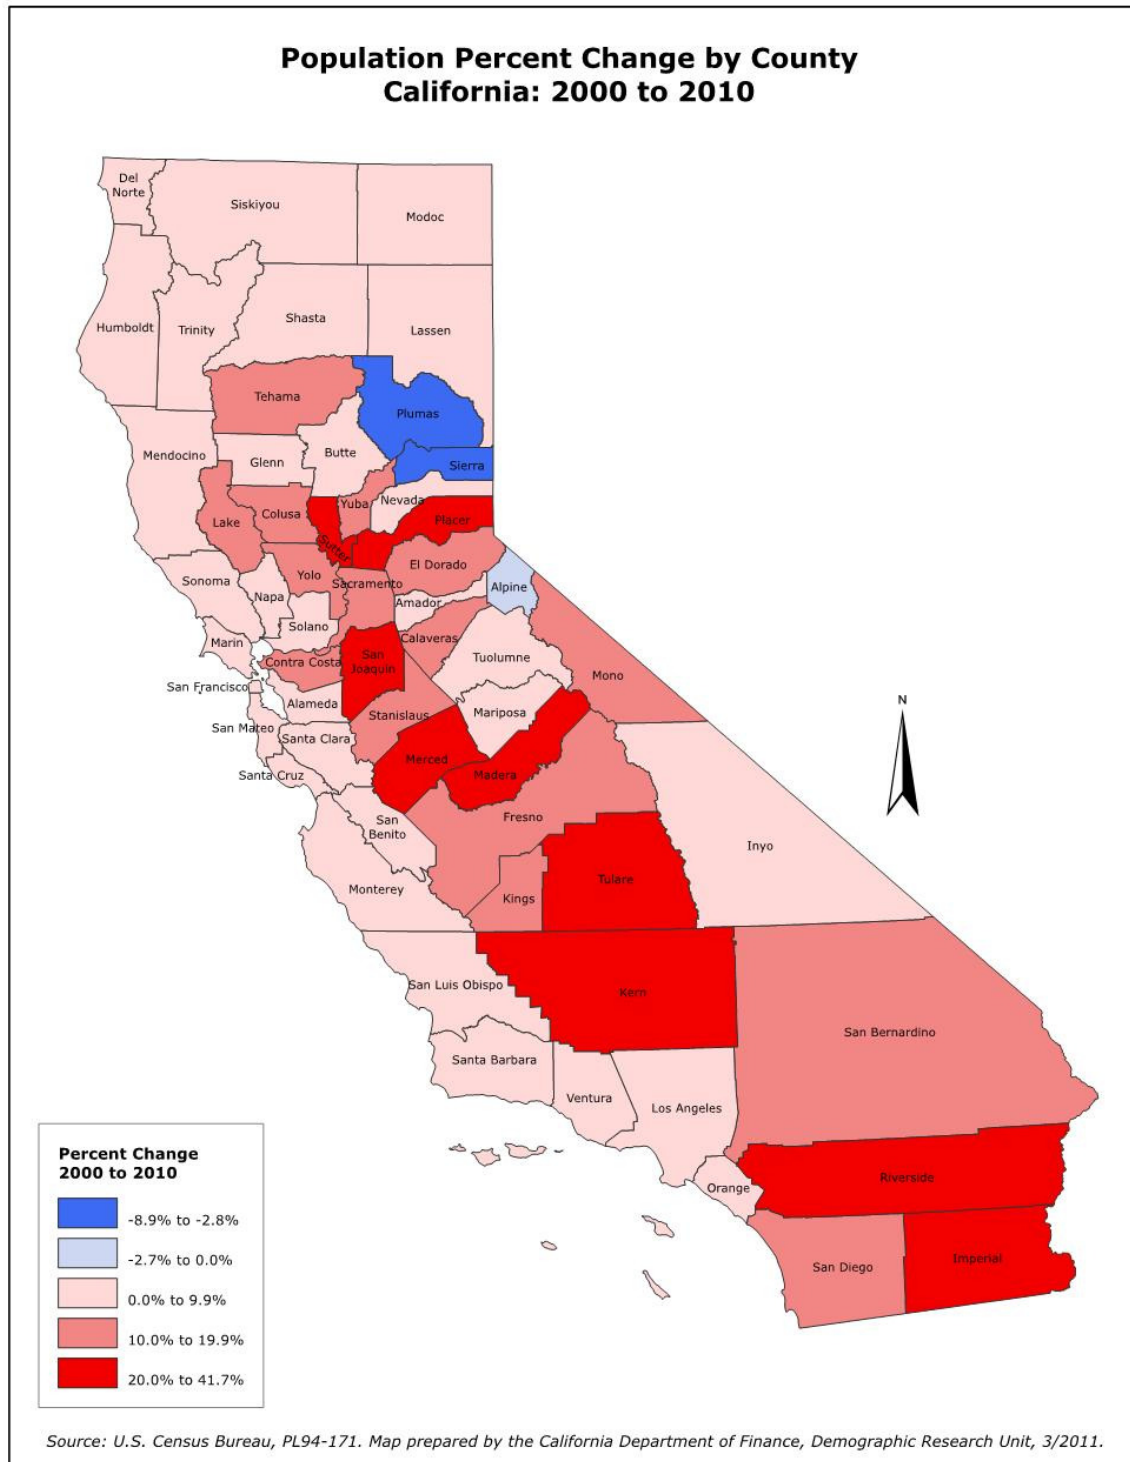 Population Percent Change by County
California: 2000 to 2010
Del
Norte
Siskiyou
Modoc
Humboldt
Trinity
Shasta
Lassen
Tehama
Plumas
Mendocino
Glenn
Butte
Sierra
Lake
Colusa
Sutter
Yuba
Nevada
Placer
Sonoma
Napa
Yolo
Sacramento
El Dorado
Alpine
Amador
Solano
Marin
Contra Costa
San
Joaquin
Calaveras
Tuolumne
Mono
San Francisco
Alameda
Stanislaus
Mariposa
N
San Mateo
Santa Clara
Merced
Madera
Santa Cruz
San
Benito
Fresno
Inyo
Monterey
Kings
Tulare
San Luis Obispo
Kern
San Bernardino
Santa Barbara
Ventura
Los Angeles
Orange
Riverside
San Diego
Imperial
Percent Change
2000 to 2010
-8.9% to -2.8%
-2.7% to 0.0%
0.0% to 9.9%
10.0% to 19.9%
20.0% to 41.7%
Source: U.S. Census Bureau, PL94-171. Map prepared by the California Department of Finance, Demographic Research Unit, 3/2011.